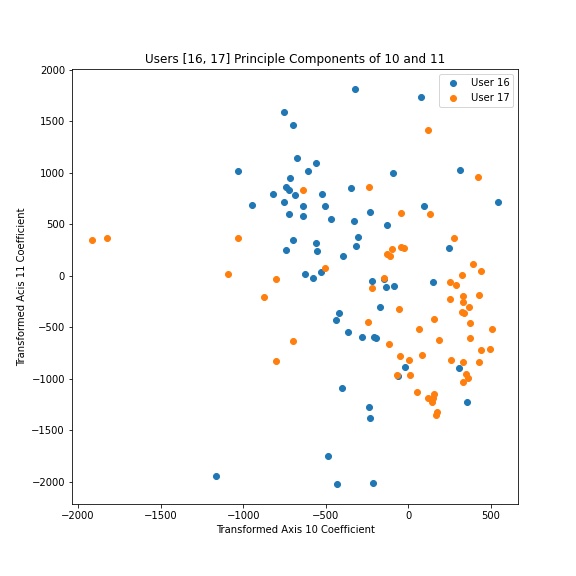 Users [16, 17] Principle Components of 10 and 11
User 16
User 17
Transformed Acis 11 Coefficient
2000
1500
1000
500
0
−500
−1000
−1500
−2000
−2000 −1500 −1000 −500 0 500
Transformed Axis 10 Coefficient